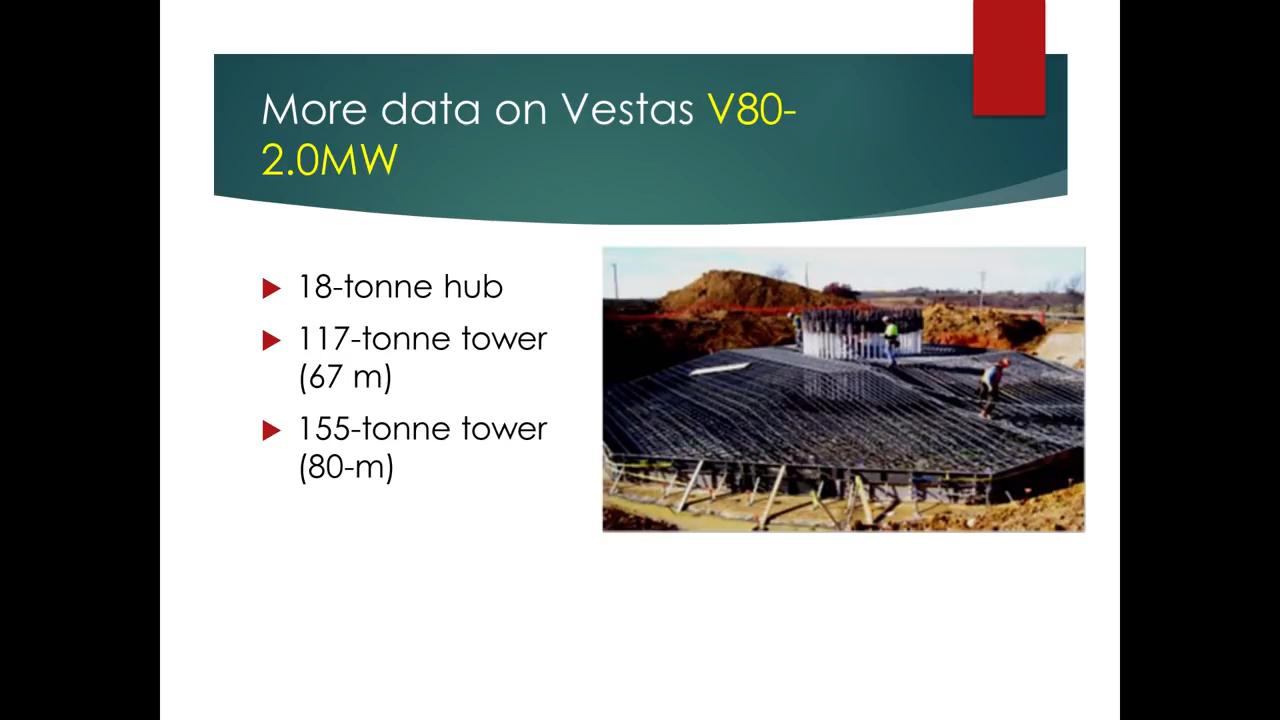 More data on Vestas V80-
2.0MW
18-tonne hub
117-tonne tower
(67 m)
155-tonne tower
(80-m)